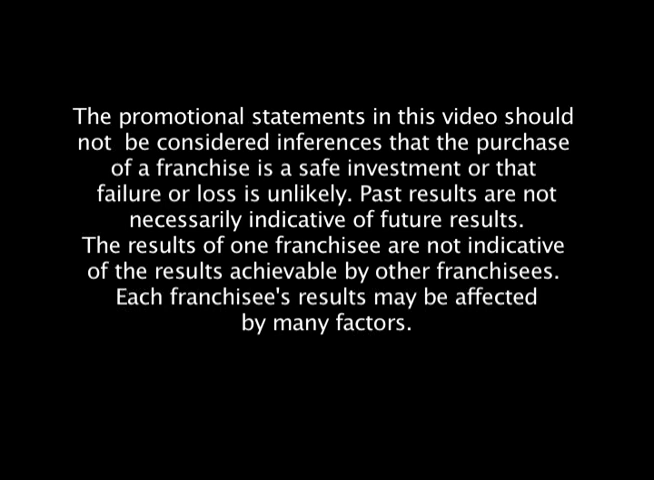 The promotional statements in this video should
not  be considered inferences that the purchase
of a franchise is a safe investment or that
failure or loss is unlikely. Past results are not
necessarily indicative of future results.
The results of one franchisee are not indicative
of the results achievable by other franchisees.
Each franchisee's results may be affected
by many factors.